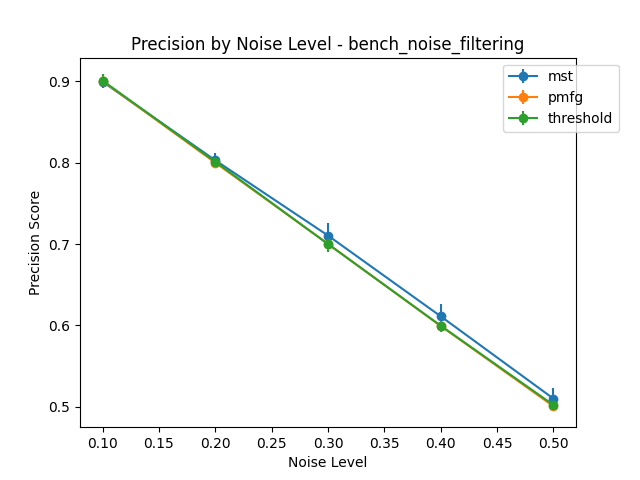 Precision by Noise Level - bench_noise_filtering
mst
pmfg
threshold
0.9
0.8
0.7
0.6
0.5
Precision Score
0.10 0.15 0.20 0.25 0.30 0.35 0.40 0.45 0.50
Noise Level